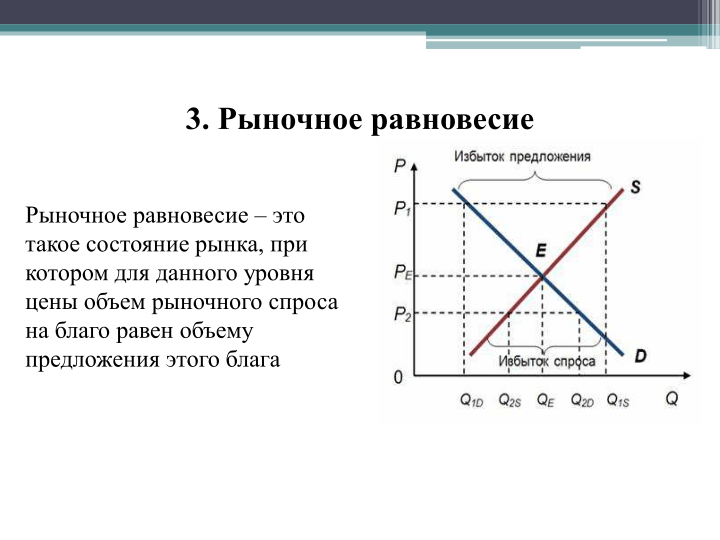 3. Рыночное равновесие
Рыночное равновесие – это
такое состояние рынка, при
котором для данного уровня
цены объем рыночного спроса
на благо равен объему
предложения этого блага
Избыток предложения
P
S
P1
E
PE
P2
Избыток спроса
D
0
Q1D Q2S QE Q2D Q1S Q